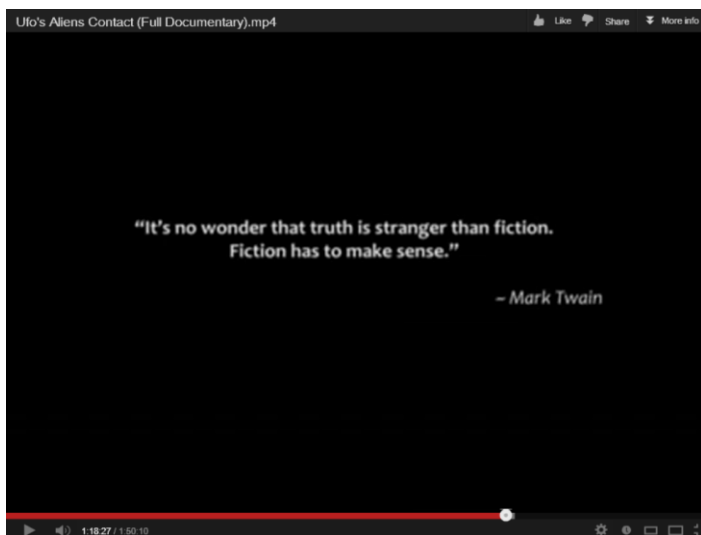 Ufo's Aliens Contact (Full Documentary).mp4
Like Share More info
“It’s no wonder that truth is stranger than fiction.
Fiction has to make sense.”
– Mark Twain
1:18:27 / 1:50:10